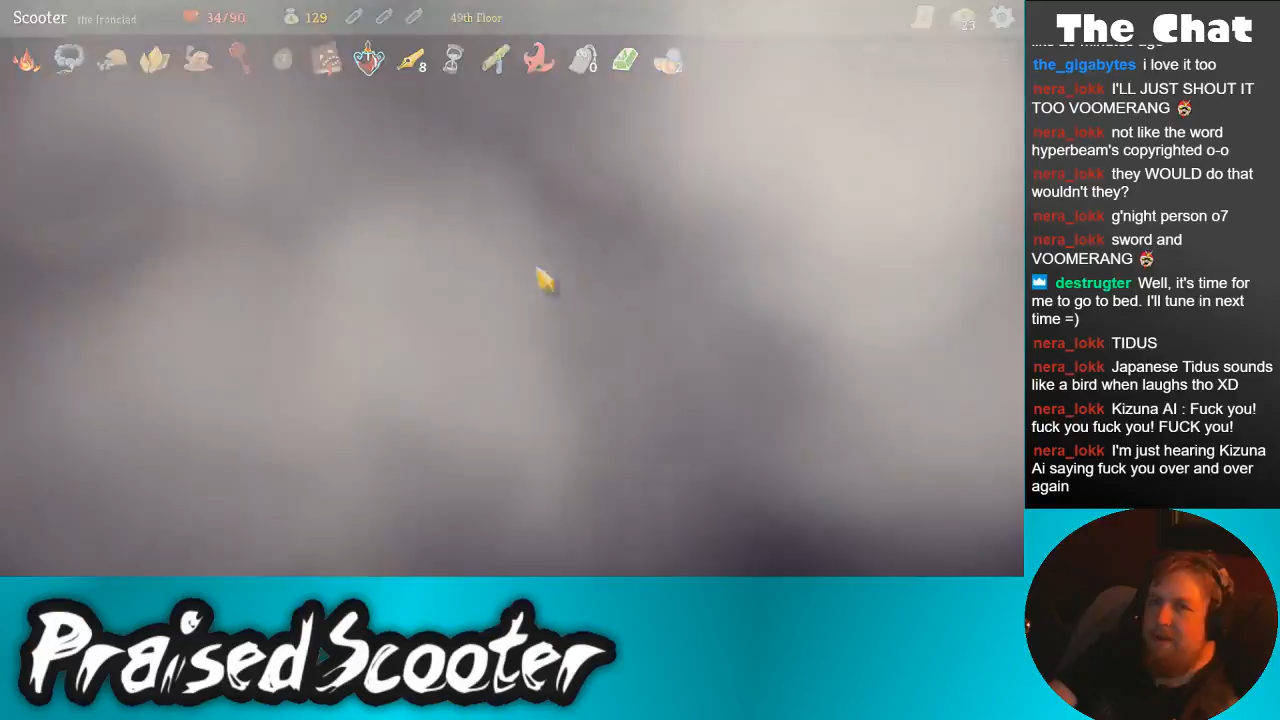 Scooter the Ironclad 34/90 129 49th Floor 23
8 0 2
The Chat
the_gigabytes i love it too
nera_lokk I'LL JUST SHOUT IT
TOO VOOMERANG
nera_lokk not like the word
hyperbeam's copyrighted o-o
nera_lokk they WOULD do that
wouldn't they?
nera_lokk g'night person o7
nera_lokk sword and
VOOMERANG
destrugter Well, it's time for
me to go to bed. I'll tune in next
time =)
nera_lokk TIDUS
nera_lokk Japanese Tidus sounds
like a bird when laughs tho XD
nera_lokk Kizuna AI : Fuck you!
fuck you fuck you! FUCK you!
nera_lokk I'm just hearing Kizuna
Ai saying fuck you over and over
again
PraisedScooter